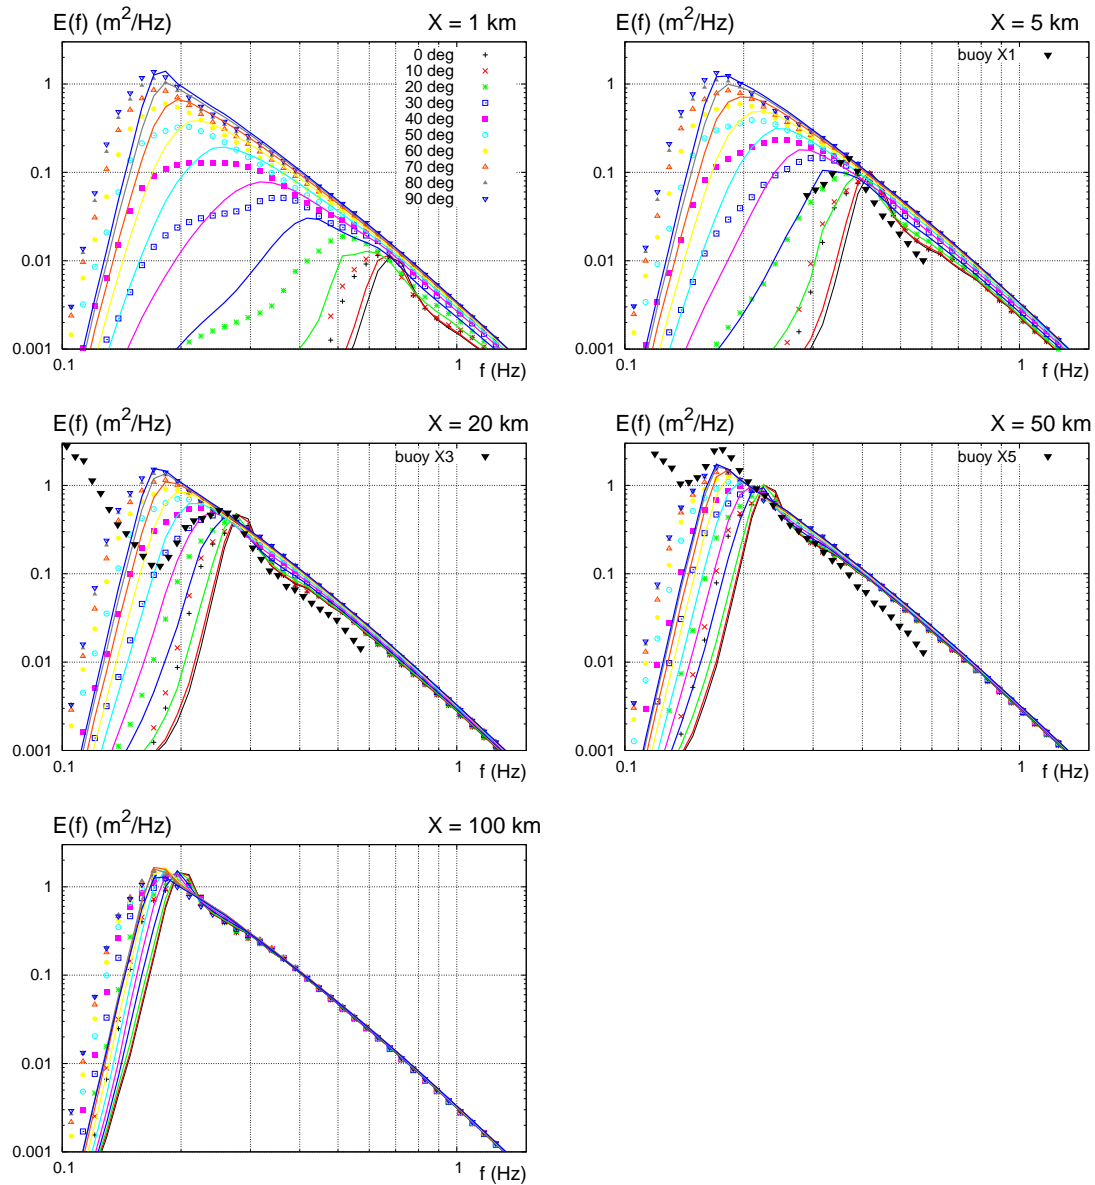 E(f) (m²/Hz) X = 1 km
1
0.1
0.01
0.001
0.1 1
f (Hz)
0 deg
10 deg
20 deg
30 deg
40 deg
50 deg
60 deg
70 deg
80 deg
90 deg
E(f) (m²/Hz) X = 5 km
buoy X1
1
0.1
0.01
0.001
0.1 1
f (Hz)
E(f) (m²/Hz) X = 20 km
buoy X3
1
0.1
0.01
0.001
0.1 1
f (Hz)
E(f) (m²/Hz) X = 50 km
buoy X5
1
0.1
0.01
0.001
0.1 1
f (Hz)
E(f) (m²/Hz) X = 100 km
1
0.1
0.01
0.001
0.1 1
f (Hz)